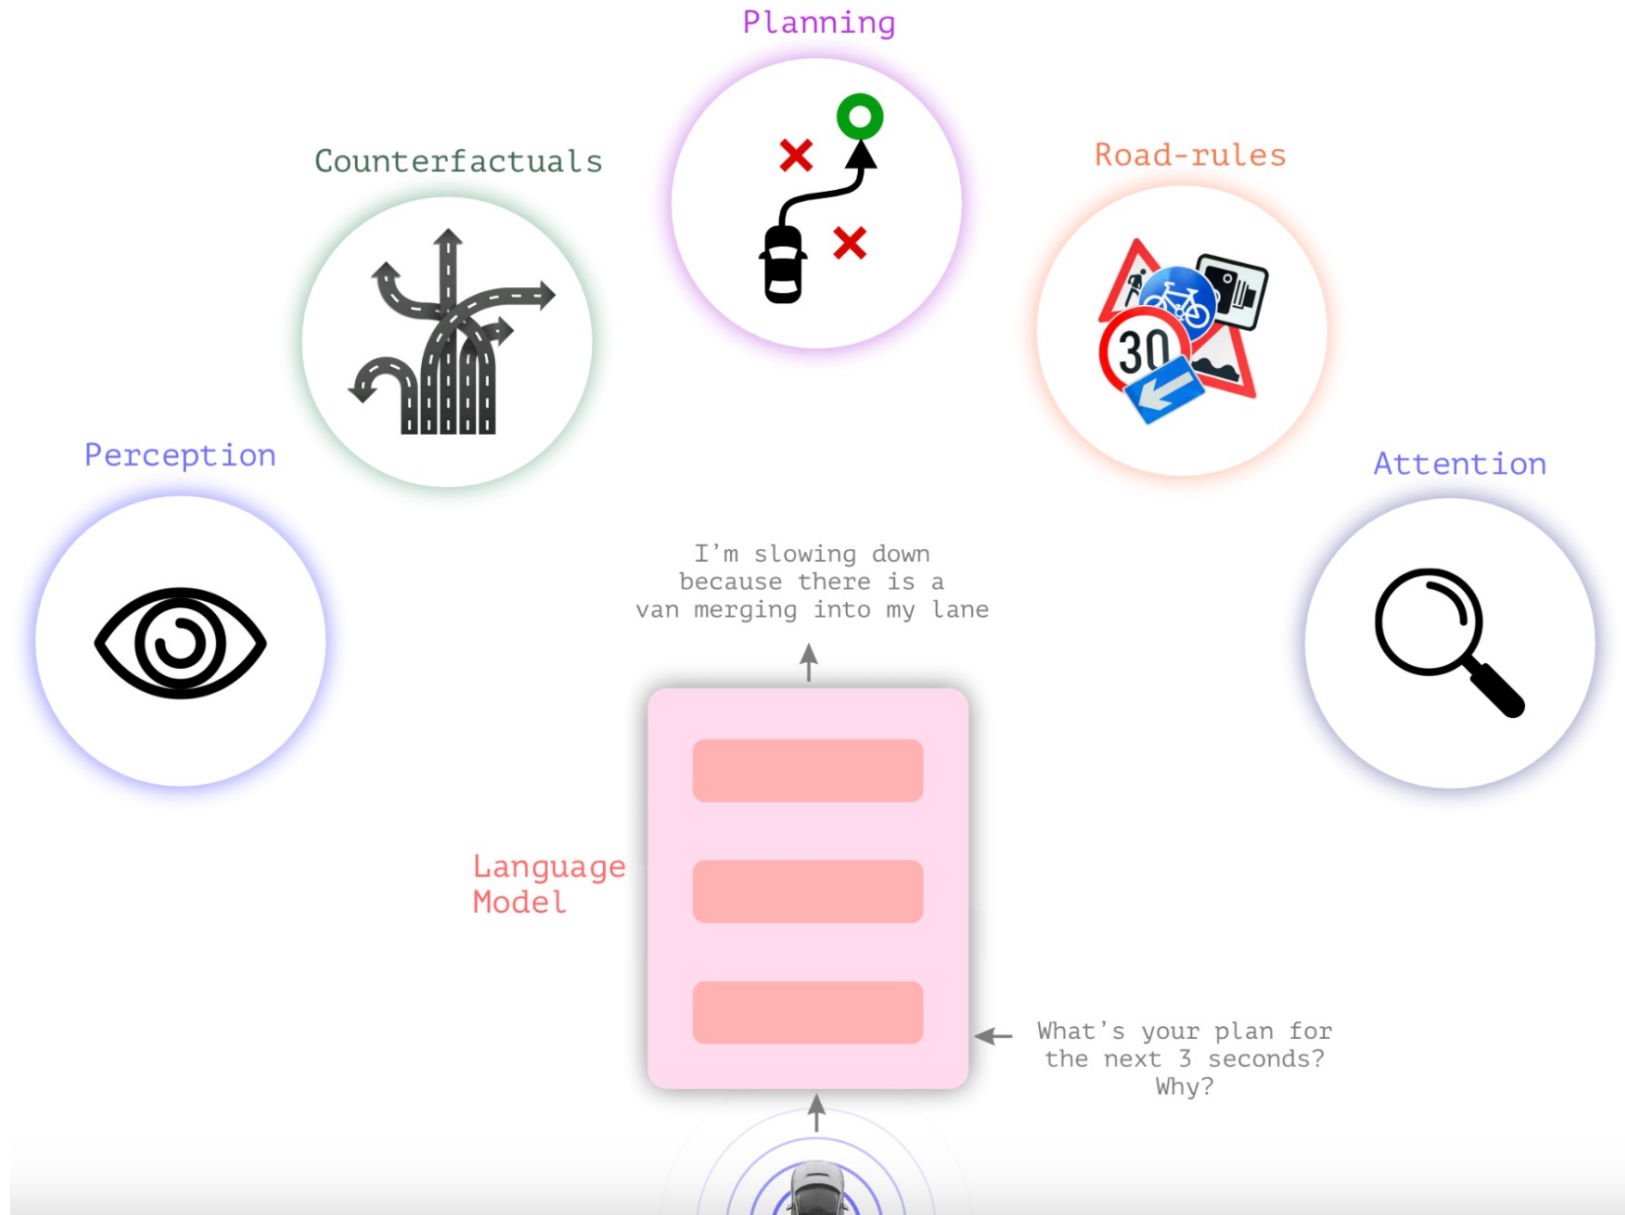 Planning
Counterfactuals
Road-rules
30
Perception
Attention
I’m slowing down
because there is a
van merging into my lane
Language
Model
What’s your plan for
the next 3 seconds?
Why?